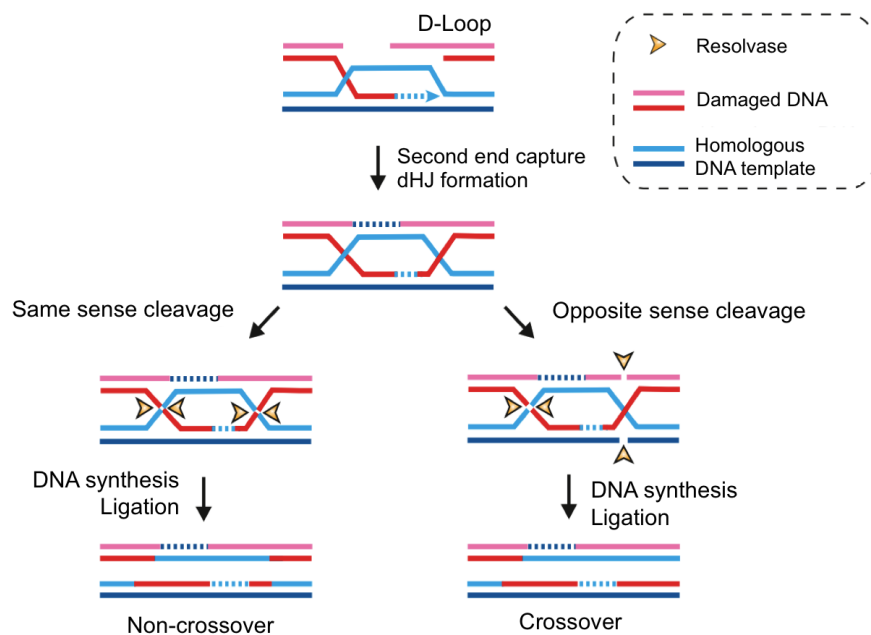 D-Loop
Resolvase
Damaged DNA
Homologous
DNA template
Second end capture
dHJ formation
Same sense cleavage
Opposite sense cleavage
DNA synthesis
Ligation
DNA synthesis
Ligation
Non-crossover
Crossover